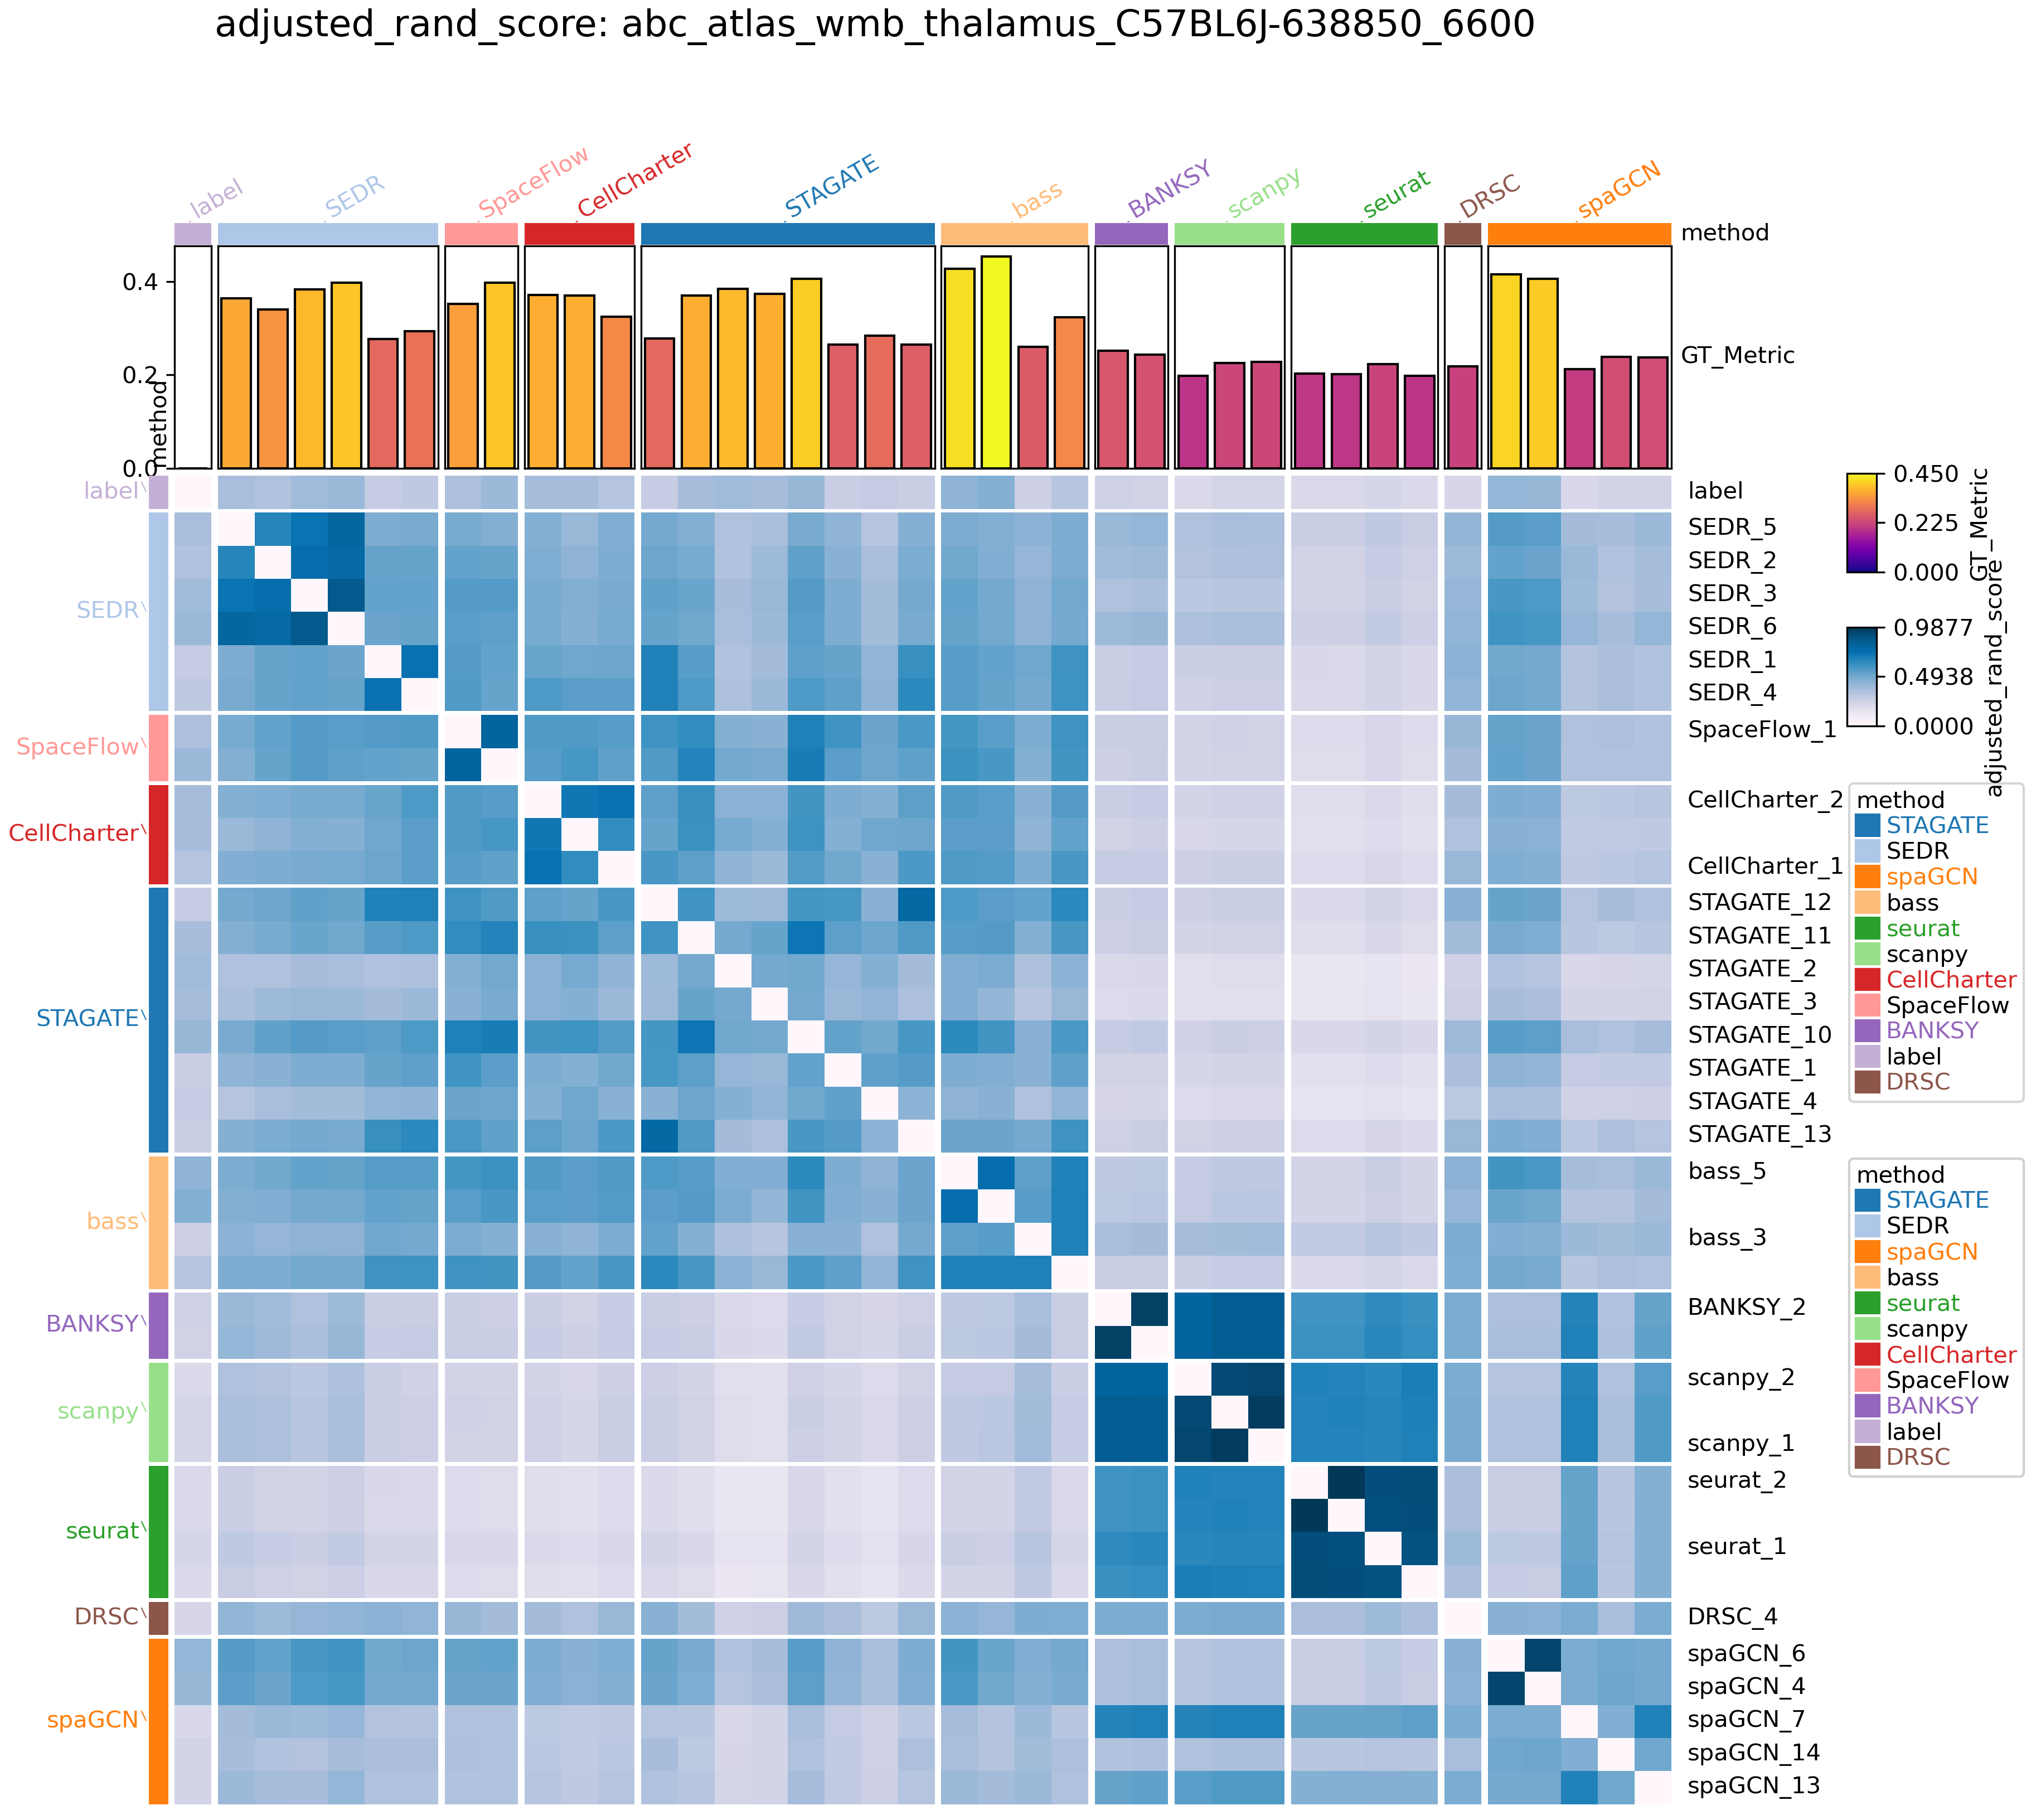 adjusted_rand_score: abc_atlas_wmb_thalamus_C57BL6J-638850_6600
label
SEDR
SpaceFlow
CellCharter
STAGATE
bass
BANKSY
scanpy
seurat
DRSC
spaGCN
method
0.4
0.2
0.0
GT_Metric
method
label
SEDR
SpaceFlow
CellCharter
STAGATE
bass
BANKSY
scanpy
seurat
DRSC
spaGCN
label
SEDR_5
SEDR_2
SEDR_3
SEDR_6
SEDR_1
SEDR_4
SpaceFlow_1
CellCharter_2
CellCharter_1
STAGATE_12
STAGATE_11
STAGATE_2
STAGATE_3
STAGATE_10
STAGATE_1
STAGATE_4
STAGATE_13
bass_5
bass_3
BANKSY_2
scanpy_2
scanpy_1
seurat_2
seurat_1
DRSC_4
spaGCN_6
spaGCN_4
spaGCN_7
spaGCN_14
spaGCN_13
0.450
0.225
0.000
GT_Metric
0.9877
0.4938
0.0000
adjusted_rand_score
method
STAGATE
SEDR
spaGCN
bass
seurat
scanpy
CellCharter
SpaceFlow
BANKSY
label
DRSC
method
STAGATE
SEDR
spaGCN
bass
seurat
scanpy
CellCharter
SpaceFlow
BANKSY
label
DRSC